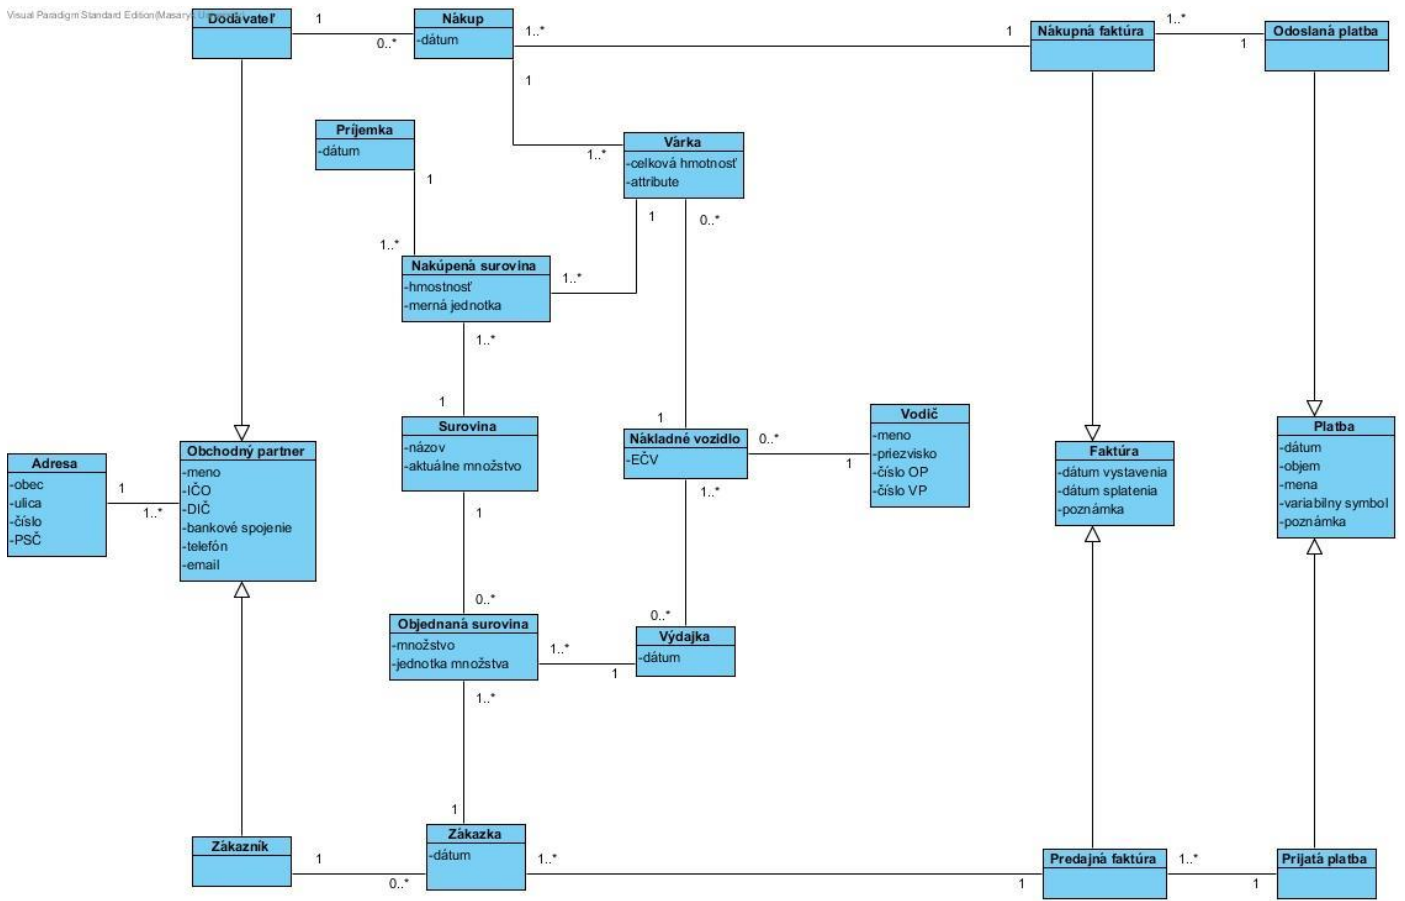 Visual Paradigm Standard Edition(Masaryk
Dodávateľ
1
0..*
Nákup
-dátum
1..*
1
Nákupná faktúra
1..*
1
Odoslaná platba
1
1..*
Príjemka
-dátum
1
1..*
Várka
-celková hmotnosť
-attribute
1
0..*
Nakúpená surovina
-hmostnosť
-merná jednotka
1..*
1..*
1
Surovina
-názov
-aktuálne množstvo
1
0..*
1
Nákladné vozidlo
-EČV
0..*
1
1..*
0..*
Vodič
-meno
-priezvisko
-číslo OP
-číslo VP
Adresa
-obec
-ulica
-číslo
-PSČ
1
1..*
Obchodný partner
-meno
-IČO
-DIČ
-bankové spojenie
-telefón
-email
Faktúra
-dátum vystavenia
-dátum splatenia
-poznámka
Platba
-dátum
-objem
-mena
-variabilny symbol
-poznámka
Objednaná surovina
-množstvo
-jednotka množstva
1..*
1
Výdajka
-dátum
1..*
1
Zákazník
1
0..*
Zákazka
-dátum
1..*
1
Predajná faktúra
1..*
1
Prijatá platba